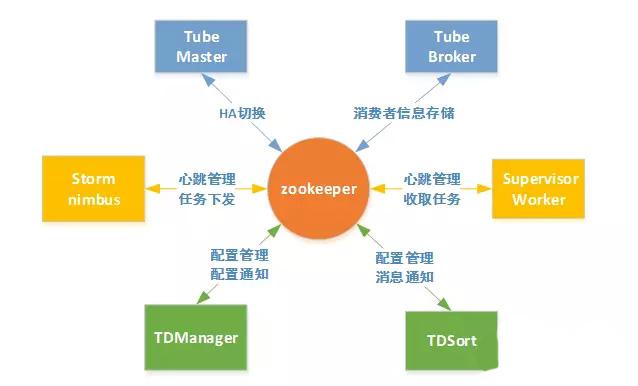 Tube
Master
Tube
Broker
HA切换
消费者信息存储
Storm
nimbus
心跳管理
任务下发
zookeeper
心跳管理
收取任务
Supervisor
Worker
配置管理
配置通知
配置管理
消息通知
TDManager
TDSort